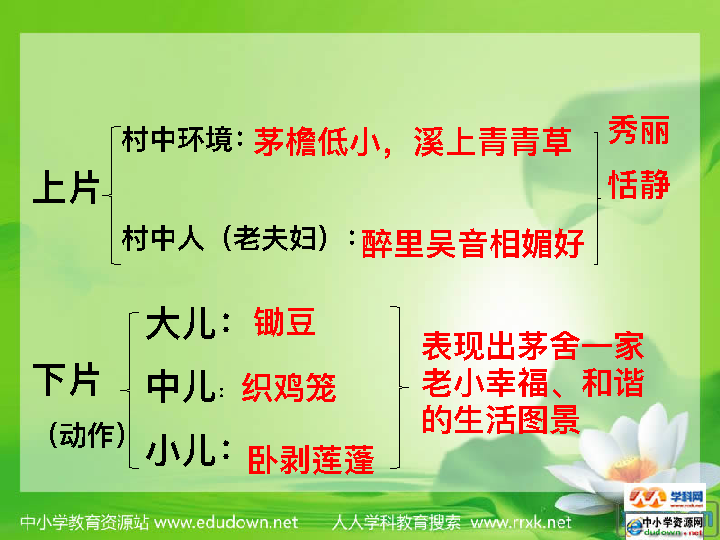 村中环境：茅檐低小，溪上青青草
秀丽
恬静
上片
村中人（老夫妇）：醉里吴音相媚好
大儿：锄豆
表现出茅舍一家
老小幸福、和谐
的生活图景
下片
中儿：织鸡笼
（动作）
小儿：卧剥莲蓬
中小学教育资源站 www.edudown.net 人人学科教育搜索 www.rrxk.net
学科网
中小学资源网
edudown.net